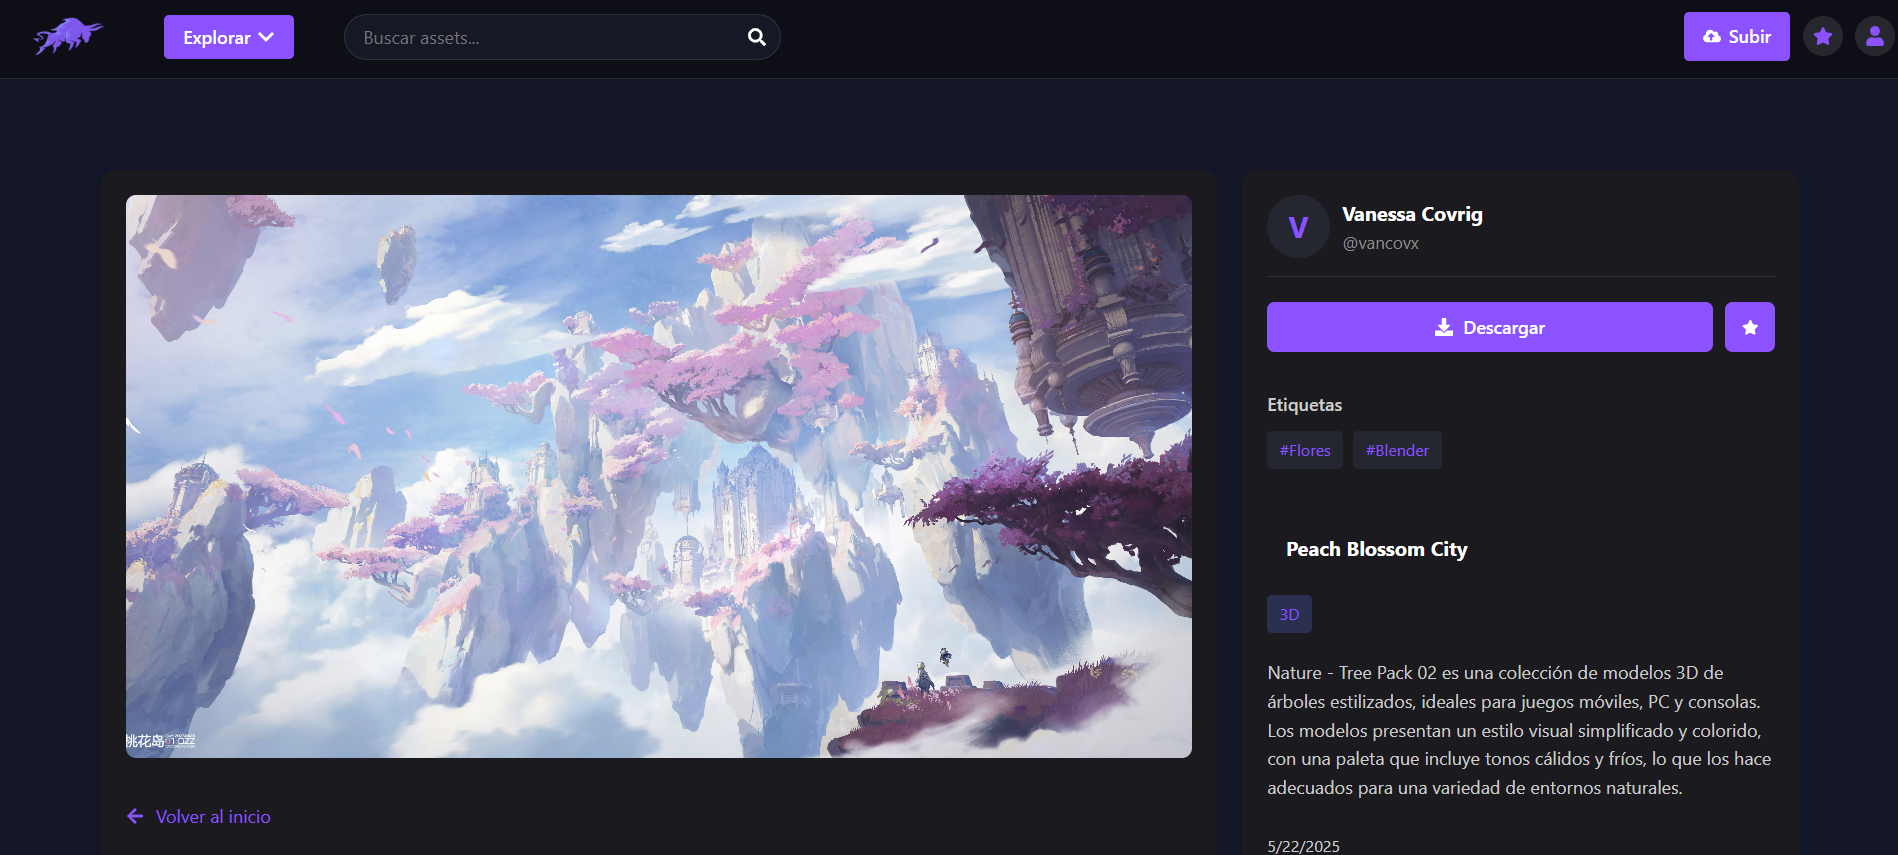 Explorar
Buscar assets...
Subir
V
Vanessa Covrig
@vancovx
Descargar
Etiquetas
#Flores
#Blender
Peach Blossom City
3D
Nature - Tree Pack 02 es una colección de modelos 3D de
árboles estilizados, ideales para juegos móviles, PC y consolas.
Los modelos presentan un estilo visual simplificado y colorido,
con una paleta que incluye tonos cálidos y fríos, lo que los hace
adecuados para una variedad de entornos naturales.
5/22/2025
桃花岛
Volver al inicio